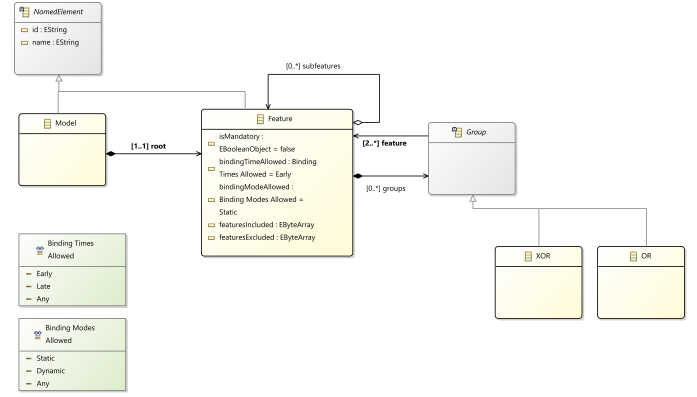 NamedElement
id : EString
name : EString
[0..*] subfeatures
Model
Feature
Group
isMandatory :
EBooleanObject = false
bindingTimeAllowed : Binding
Times Allowed = Early
bindingModeAllowed :
Binding Modes Allowed =
Static
featuresIncluded : EByteArray
featuresExcluded : EByteArray
[1..1] root
[2..*] feature
[0..*] groups
Binding Times
Allowed
Early
Late
Any
XOR
OR
Binding Modes
Allowed
Static
Dynamic
Any